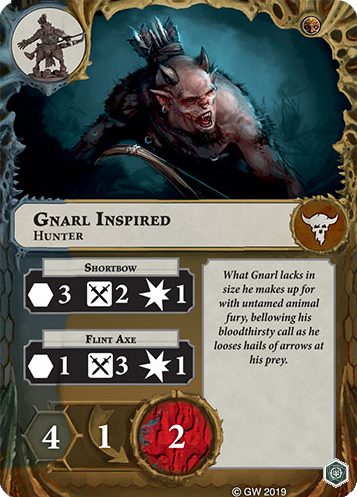 GNARL INSPIRED
HUNTER
SHORTBOW
3 2 1
FLINT AXE
1 3 1
What Gnarl lacks in
size he makes up for
with untamed animal
fury, bellowing his
bloodthirsty call as he
looses hails of arrows at
his prey.
4 1 2
© GW 2019